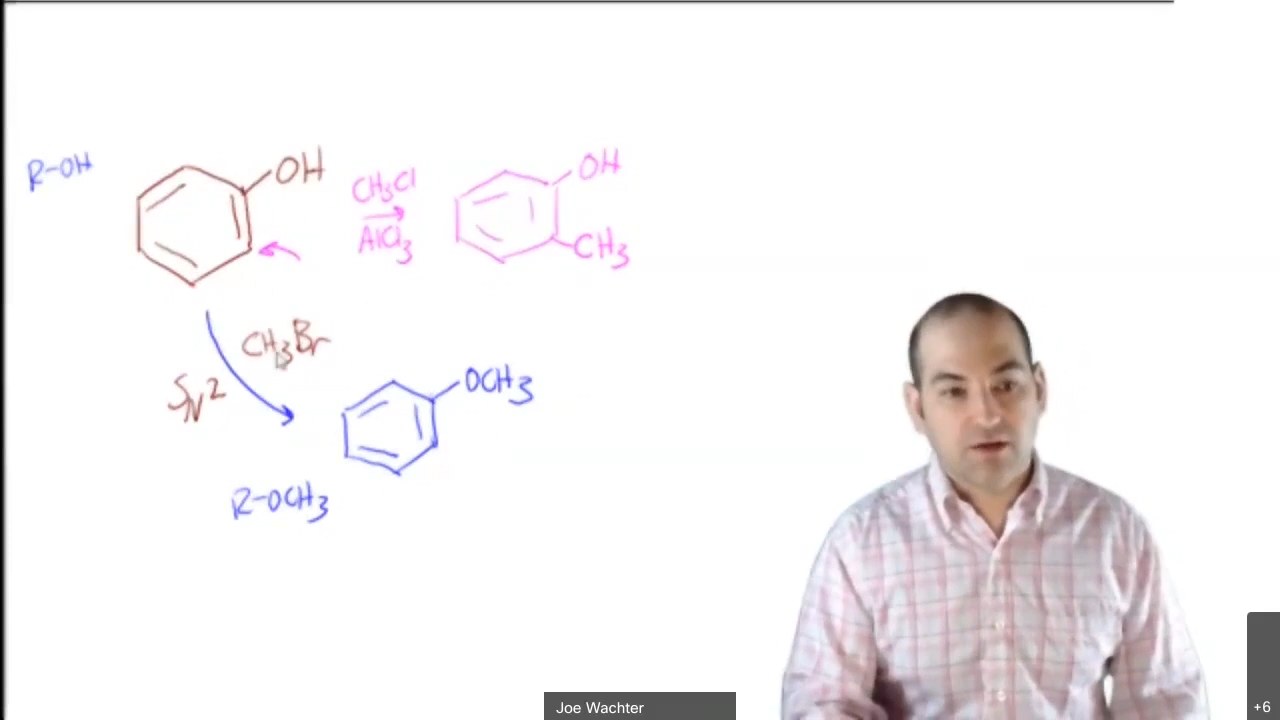 R-OH
OH
CH3Cl
AlCl3
OH
CH3
CH3Br
SN2
OCH3
R-OCH3
Joe Wachter
+6